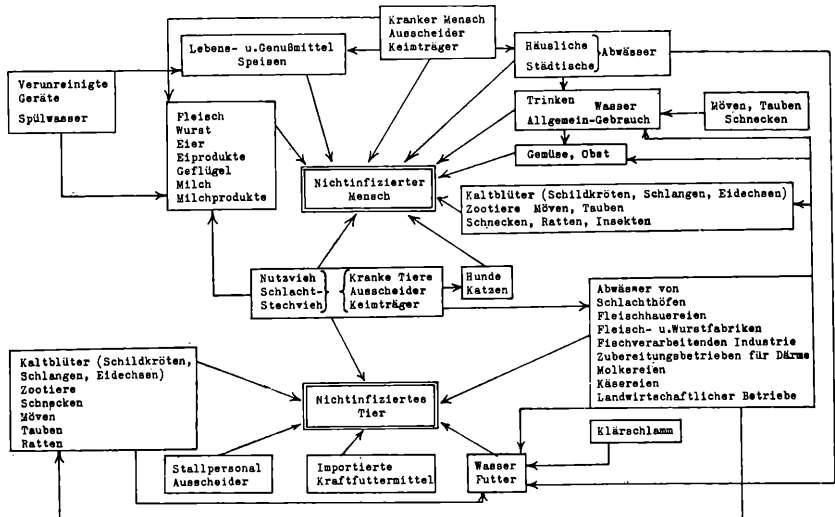 Kranker Mensch
Ausscheider
Keimträger
Lebens- u.Genußmittel
Speisen
Häusliche
Städtische
Abwässer
Verunreinigte
Geräte
Spülwasser
Fleisch
Wurst
Eier
Eiprodukte
Geflügel
Milch
Milchprodukte
Trinken Wasser
Allgemein-Gebrauch
Möven, Tauben
Schnecken
Gemüse, Obst
Nichtinfizierter
Mensch
Kaltblüter (Schildkröten, Schlangen, Eidechsen)
Zootiere Möven, Tauben
Schnecken, Ratten, Insekten
Nutzvieh
Schlacht-
Stechvieh
Kranke Tiere
Ausscheider
Keimträger
Hunde
Katzen
Abwässer von
Schlachthöfen
Fleischhauereien
Fleisch- u.Wurstfabriken
Fischverarbeitenden Industrie
Zubereitungsbetrieben für Därme
Molkereien
Käsereien
Landwirtschaftlicher Betriebe
Kaltblüter (Schildkröten,
Schlangen, Eidechsen)
Zootiere
Schnecken
Möven
Tauben
Ratten
Nichtinfiziertes
Tier
Klärschlamm
Stallpersonal
Ausscheider
Importierte
Kraftfuttermittel
Wasser
Futter